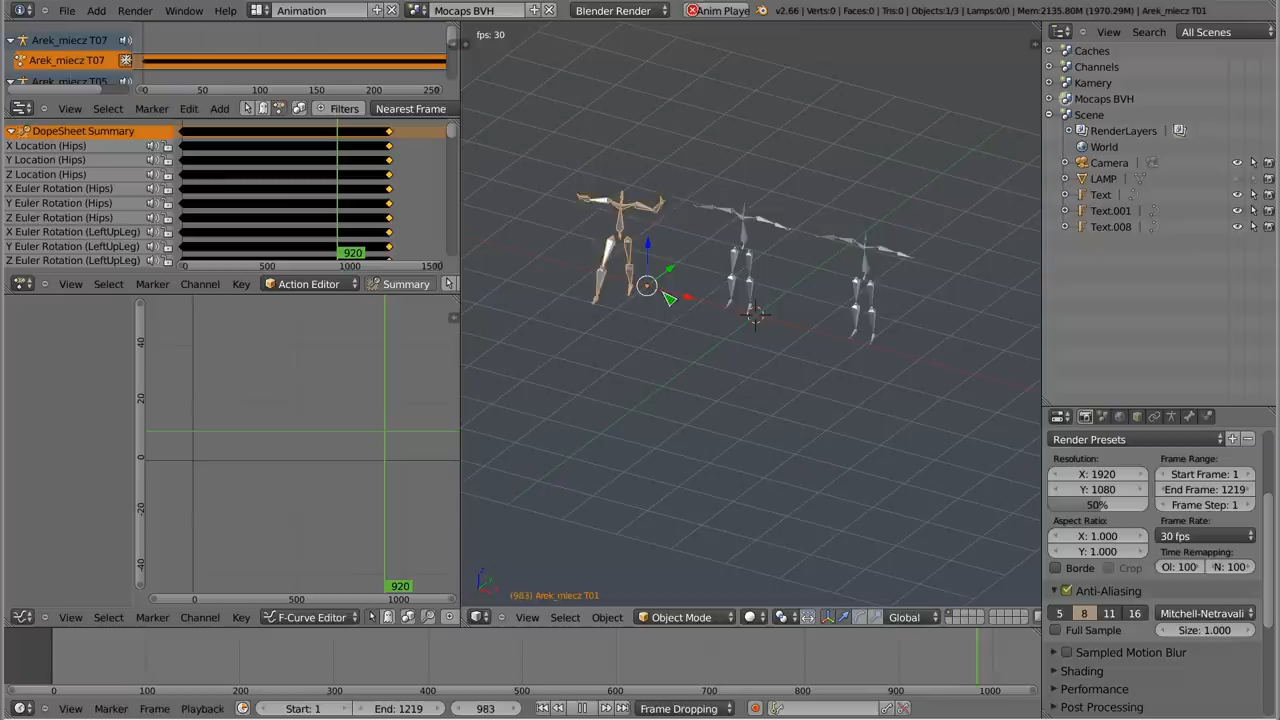 File Add Render Window Help Animation Mocaps BVH Blender Render Anim Playe v2.66 | Verts:0 | Faces:0 | Tris:0 | Objects:1/3 | Lamps:0/0 | Mem:2135.80M (1970.29M) | Arek_miecz T01
Arek_miecz T07
Arek_miecz T07
Arek_miecz T05
0 50 100 150 200 250
View Select Marker Edit Add Filters Nearest Frame
DopeSheet Summary
X Location (Hips)
Y Location (Hips)
Z Location (Hips)
X Euler Rotation (Hips)
Y Euler Rotation (Hips)
Z Euler Rotation (Hips)
X Euler Rotation (LeftUpLeg)
Y Euler Rotation (LeftUpLeg)
Z Euler Rotation (LeftUpLeg)
920
0 500 1000 1500
View Select Marker Channel Key Action Editor Summary
40
20
0
-20
-40
920
0 500 1000
View Select Marker Channel Key F-Curve Editor
fps: 30
(983) Arek_miecz T01
View Select Object Object Mode Global
View Search All Scenes
Caches
Channels
Kamery
Mocaps BVH
Scene
RenderLayers
World
Camera
LAMP
Text
Text.001
Text.008
Render Presets
Resolution: Frame Range:
X: 1920 Start Frame: 1
Y: 1080 End Frame: 1219
50% Frame Step: 1
Aspect Ratio: Frame Rate:
X: 1.000 30 fps
Y: 1.000 Time Remapping:
Borde Crop Ol: 100 N: 100
Anti-Aliasing
5 8 11 16 Mitchell-Netravali
Full Sample Size: 1.000
Sampled Motion Blur
Shading
Performance
Post Processing
0 100 200 300 400 500 600 700 800 900 1000
View Marker Frame Playback Start: 1 End: 1219 983 Frame Dropping